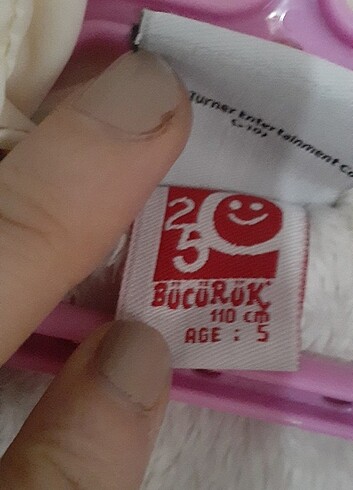 Turner Entertainment Co
25
BÜCÜRÜK
110 cm
AGE : 5